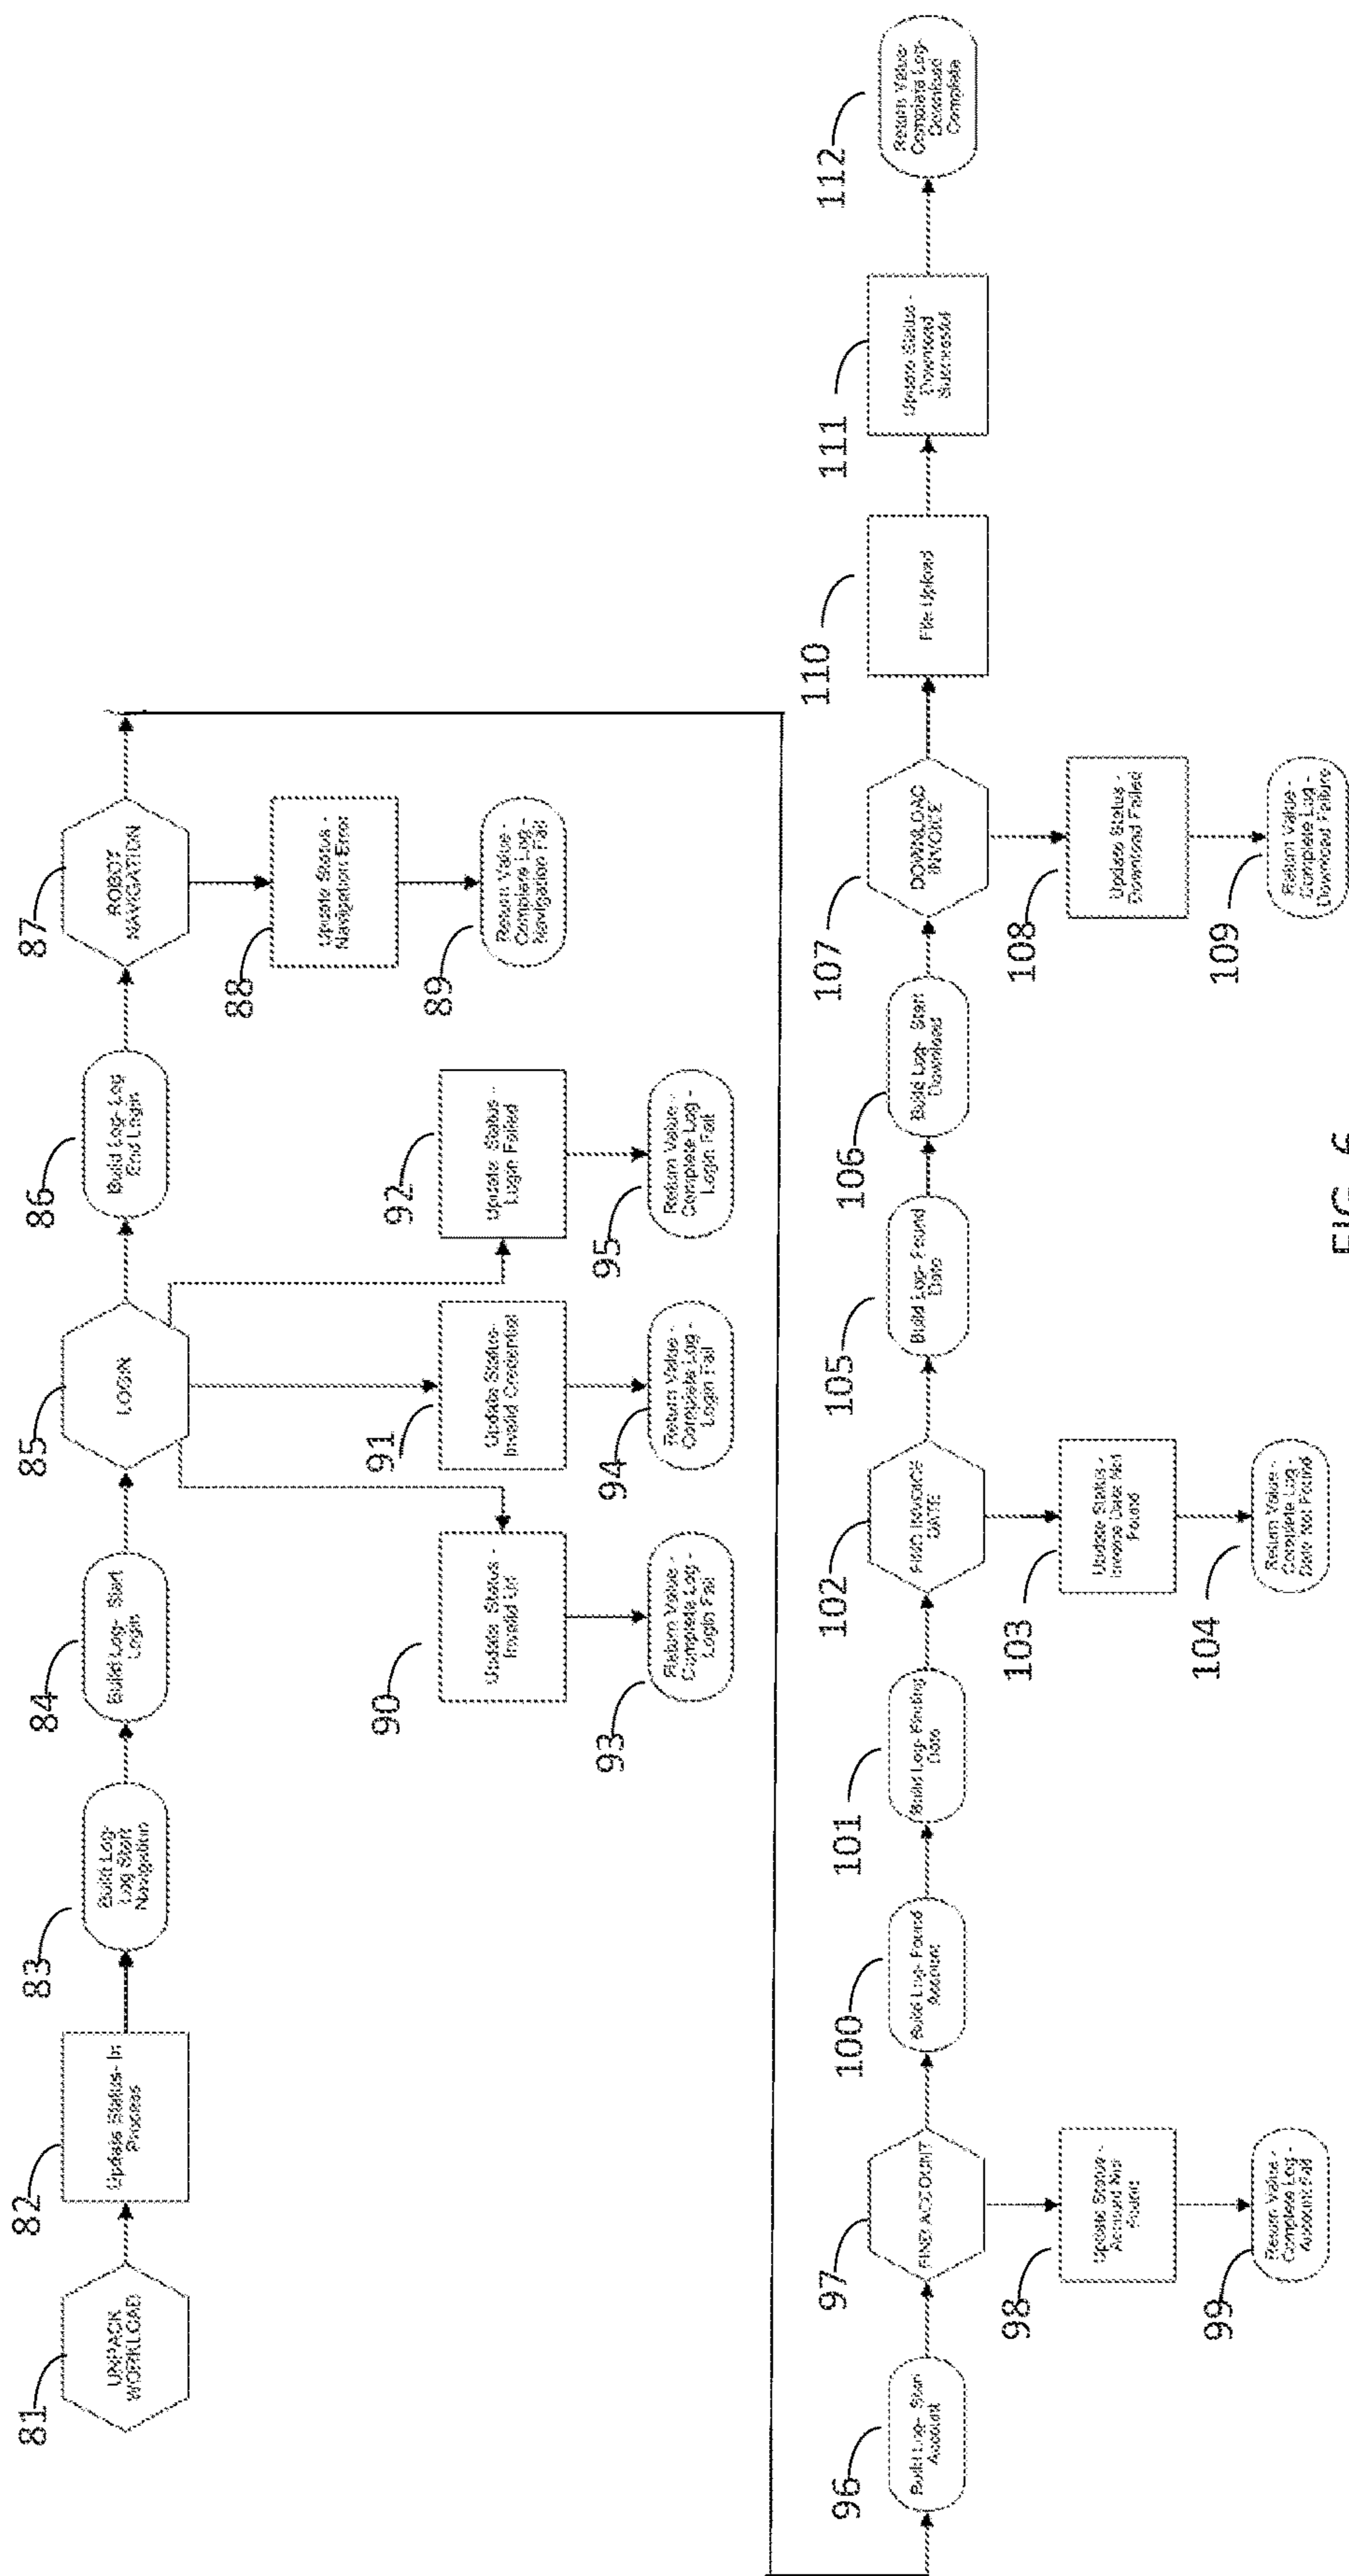 81
UNPACK
WORKLOAD
82
Update Status- In
Process
83
Build Log-
Log Start
Navigation
84
Build Log- Start
Login
85
LOGIN
86
Build Log- Log
End Login
87
ROBOT
NAVIGATION
88
Update Status -
Navigation Error
89
Return Value -
Complete Log -
Navigation Fail
90
Update Status -
Invalid Url
91
Update Status-
Invalid Credential
92
Update Status -
Login Failed
93
Return Value -
Complete Log -
Login Fail
94
Return Value -
Complete Log -
Login Fail
95
Return Value -
Complete Log -
Login Fail
96
Build Log- Start
Account
97
FIND ACCOUNT
98
Update Status -
Account Not
Found
99
Return Value -
Complete Log -
Account Fail
100
Build Log- Found
Account
101
Build Log- Finding
Date
102
FIND INVOICE
DATE
103
Update Status -
Invoice Date Not
Found
104
Return Value -
Complete Log -
Date Not Found
105
Build Log- Found
Date
106
Build Log- Start
Download
107
DOWNLOAD
INVOICE
108
Update Status -
Download Failed
109
Return Value -
Complete Log -
Download Failure
110
File Upload
111
Update Status -
Download
Successful
112
Return Value-
Complete Log-
Download
Complete
FIG. 6